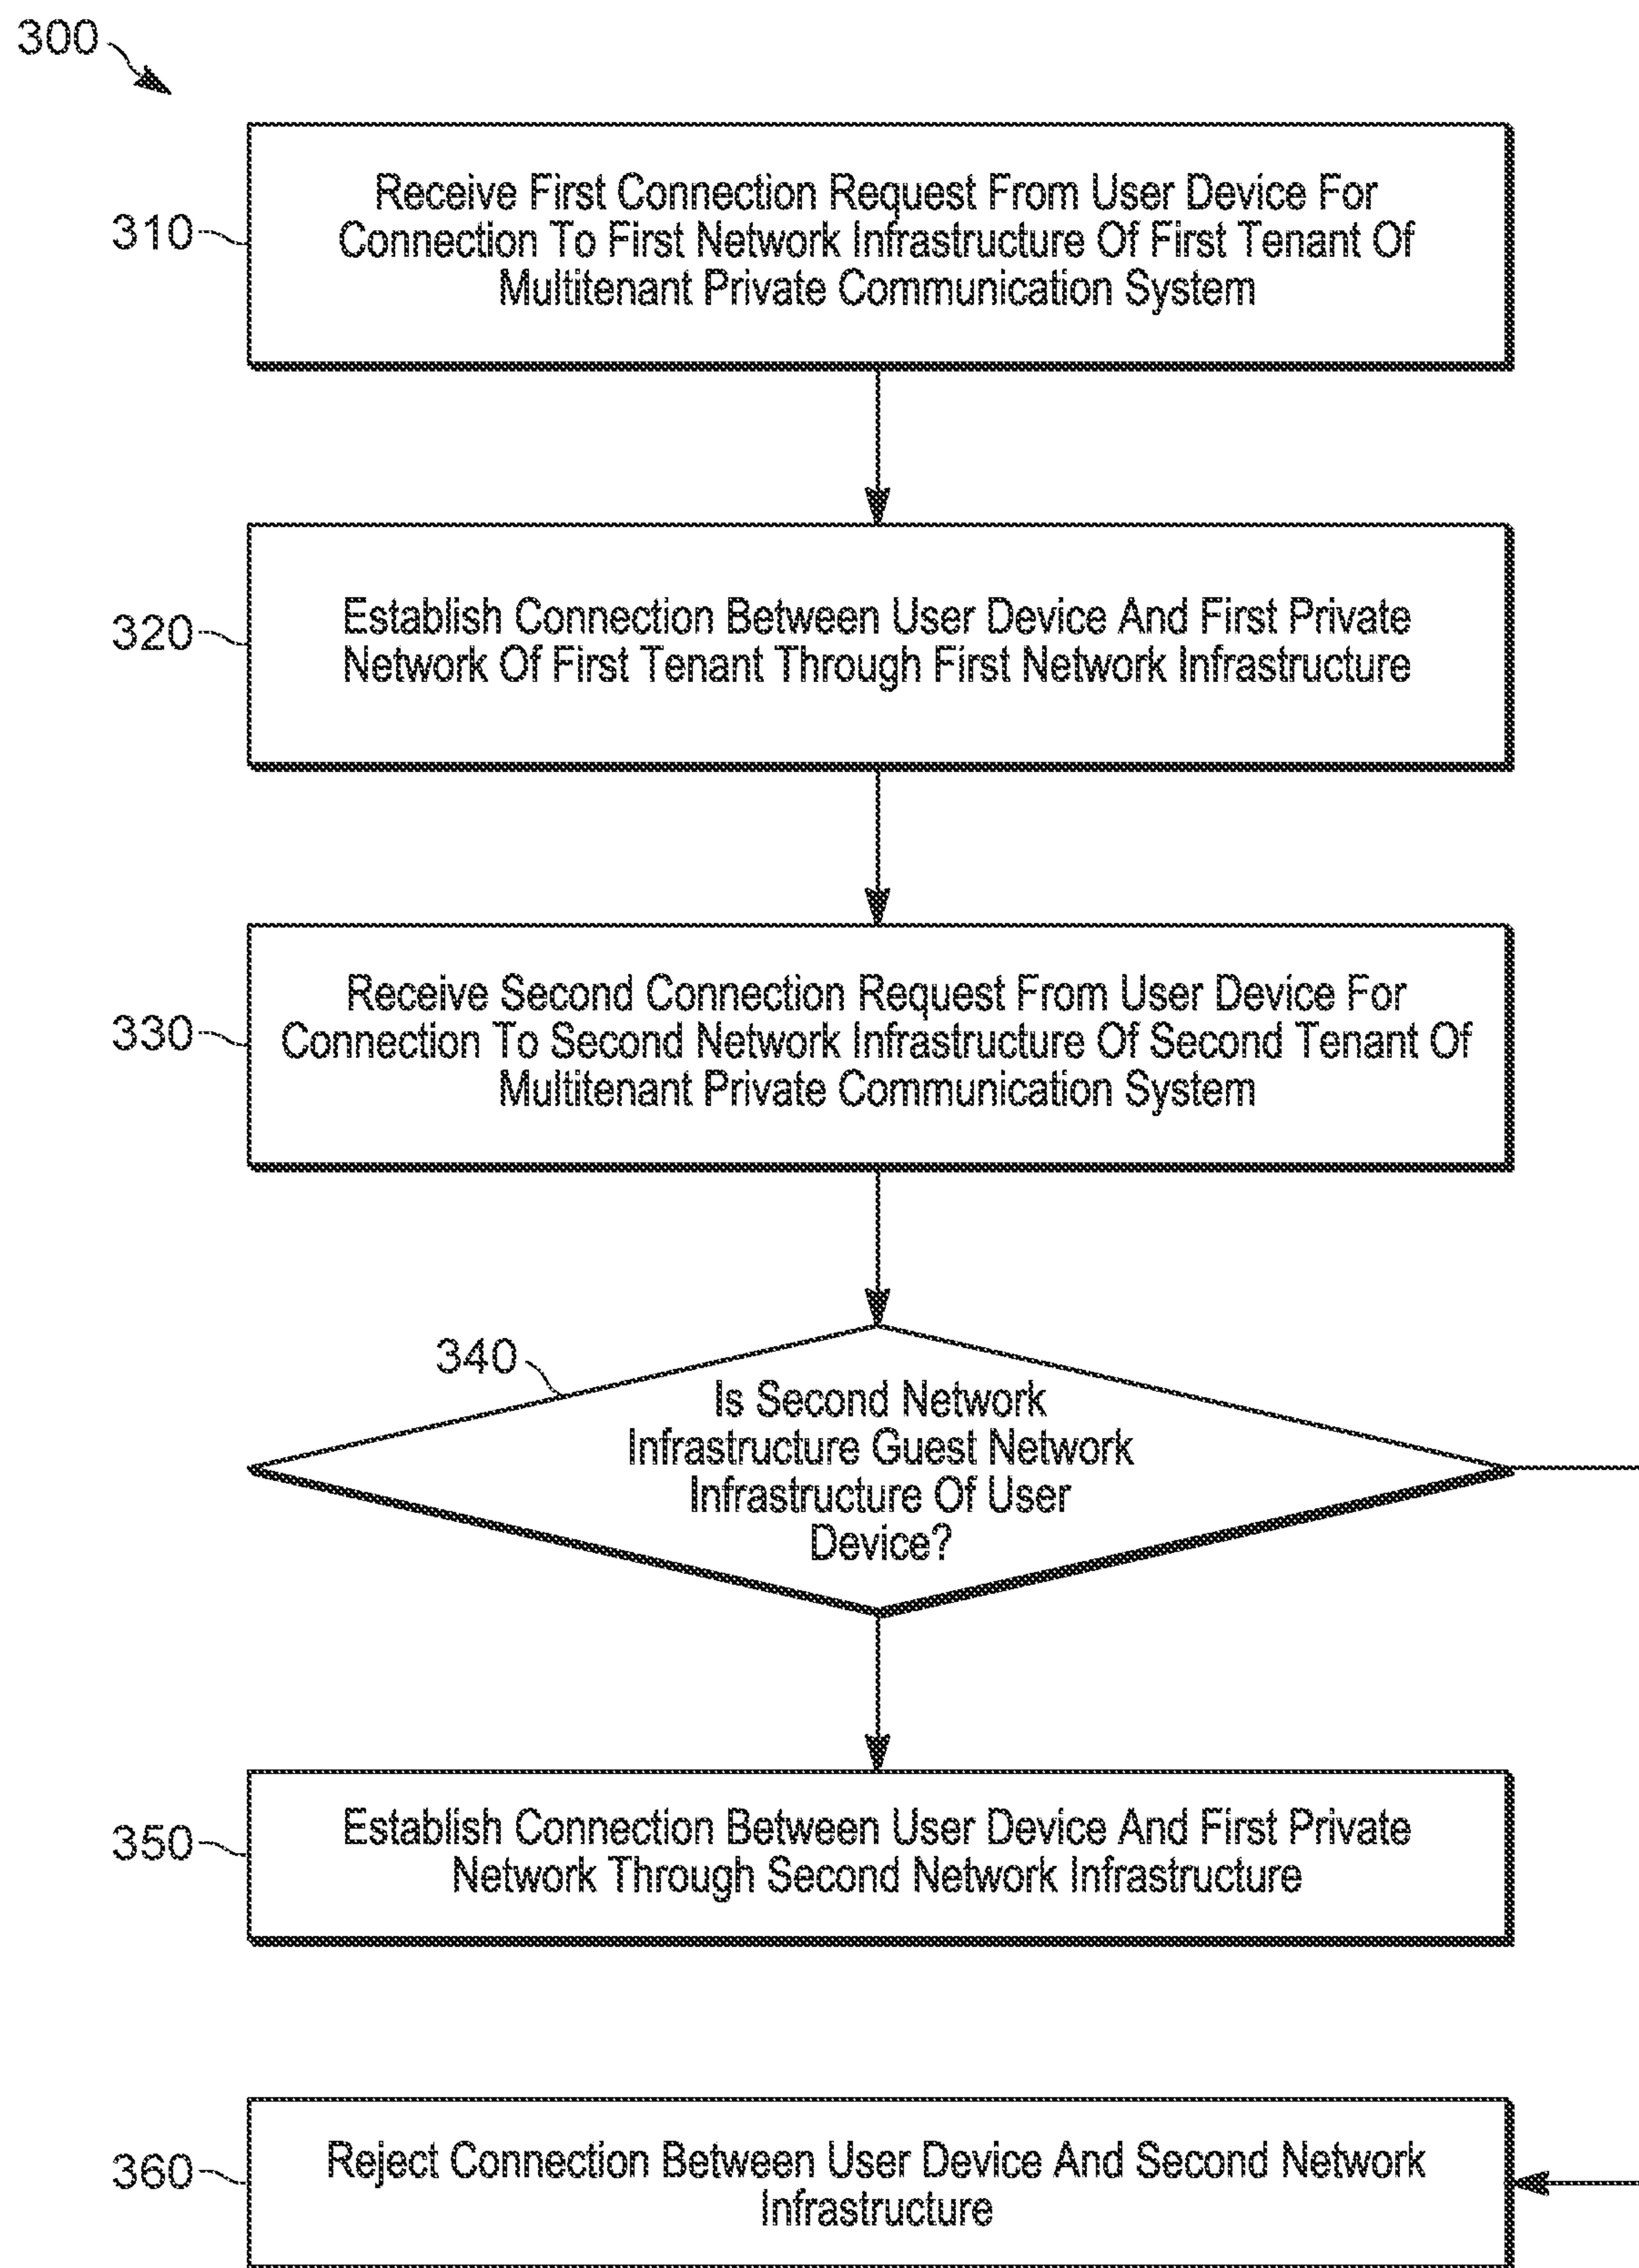 300
310
Receive First Connection Request From User Device For
Connection To First Network Infrastructure Of First Tenant Of
Multitenant Private Communication System
320
Establish Connection Between User Device And First Private
Network Of First Tenant Through First Network Infrastructure
330
Receive Second Connection Request From User Device For
Connection To Second Network Infrastructure Of Second Tenant Of
Multitenant Private Communication System
340
Is Second Network
Infrastructure Guest Network
Infrastructure Of User
Device?
350
Establish Connection Between User Device And First Private
Network Through Second Network Infrastructure
360
Reject Connection Between User Device And Second Network
Infrastructure